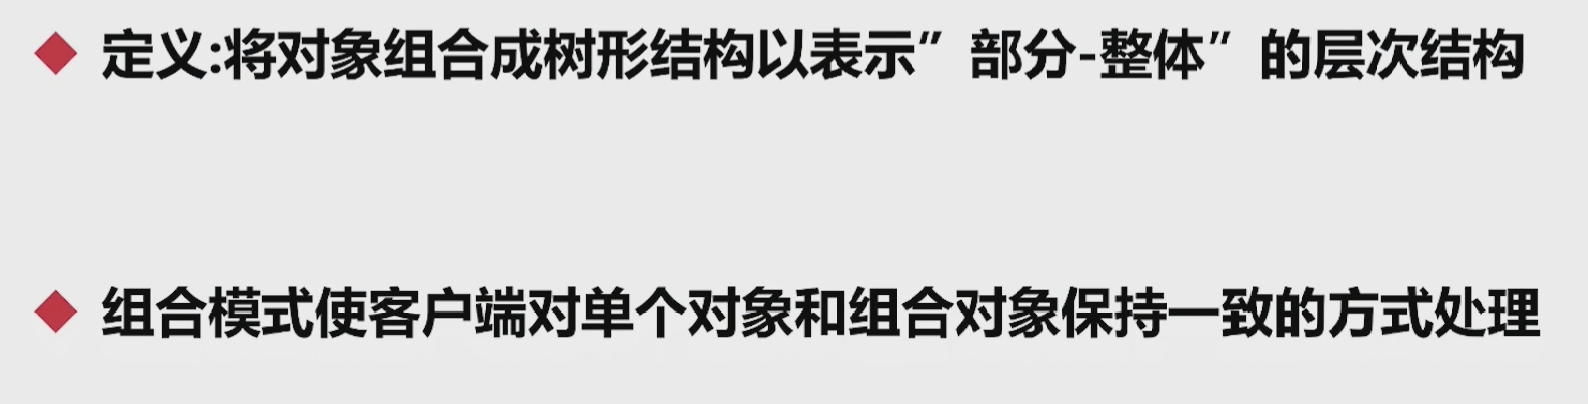 定义:将对象组合成树形结构以表示”部分-整体”的层次结构
组合模式使客户端对单个对象和组合对象保持一致的方式处理